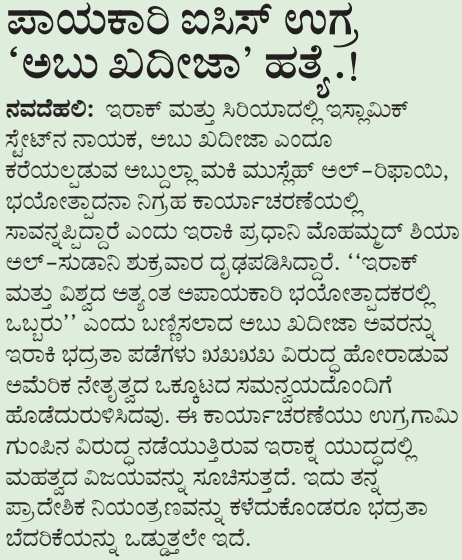 ಪಾಯಕಾರಿ ಐಸಿಸ್ ಉಗ್ರ
‘ಅಬು ಖದೀಜಾ’ ಹತ್ಯೆ.!
ನವದೆಹಲಿ: ಇರಾಕ್ ಮತ್ತು ಸಿರಿಯಾದಲ್ಲಿ ಇಸ್ಲಾಮಿಕ್
ಸ್ಟೇಟ್‌ನ ನಾಯಕ, ಅಬು ಖದೀಜಾ ಎಂದೂ
ಕರೆಯಲ್ಪಡುವ ಅಬ್ದುಲ್ಲಾ ಮಕಿ ಮುಸ್ಲೆಹ್ ಅಲ್-ರಿಫಾಯಿ,
ಭಯೋತ್ಪಾದನಾ ನಿಗ್ರಹ ಕಾರ್ಯಾಚರಣೆಯಲ್ಲಿ
ಸಾವನ್ನಪ್ಪಿದ್ದಾರೆ ಎಂದು ಇರಾಕಿ ಪ್ರಧಾನಿ ಮೊಹಮ್ಮದ್ ಶಿಯಾ
ಅಲ್-ಸುಡಾನಿ ಶುಕ್ರವಾರ ದೃಢಪಡಿಸಿದ್ದಾರೆ. ‘‘ಇರಾಕ್
ಮತ್ತು ವಿಶ್ವದ ಅತ್ಯಂತ ಅಪಾಯಕಾರಿ ಭಯೋತ್ಪಾದಕರಲ್ಲಿ
ಒಬ್ಬರು’’ ಎಂದು ಬಣ್ಣಿಸಲಾದ ಅಬು ಖದೀಜಾ ಅವರನ್ನು
ಇರಾಕಿ ಭದ್ರತಾ ಪಡೆಗಳು ಖಖಖಖ ವಿರುದ್ಧ ಹೋರಾಡುವ
ಅಮೆರಿಕ ನೇತೃತ್ವದ ಒಕ್ಕೂಟದ ಸಮನ್ವಯದೊಂದಿಗೆ
ಹೊಡೆದುರುಳಿಸಿದವು. ಈ ಕಾರ್ಯಾಚರಣೆಯು ಉಗ್ರಗಾಮಿ
ಗುಂಪಿನ ವಿರುದ್ಧ ನಡೆಯುತ್ತಿರುವ ಇರಾಕ್ನ ಯುದ್ಧದಲ್ಲಿ
ಮಹತ್ವದ ವಿಜಯವನ್ನು ಸೂಚಿಸುತ್ತದೆ. ಇದು ತನ್ನ
ಪ್ರಾದೇಶಿಕ ನಿಯಂತ್ರಣವನ್ನು ಕಳೆದುಕೊಂಡರೂ ಭದ್ರತಾ
ಬೆದರಿಕೆಯನ್ನು ಒಡ್ಡುತ್ತಲೇ ಇದೆ.